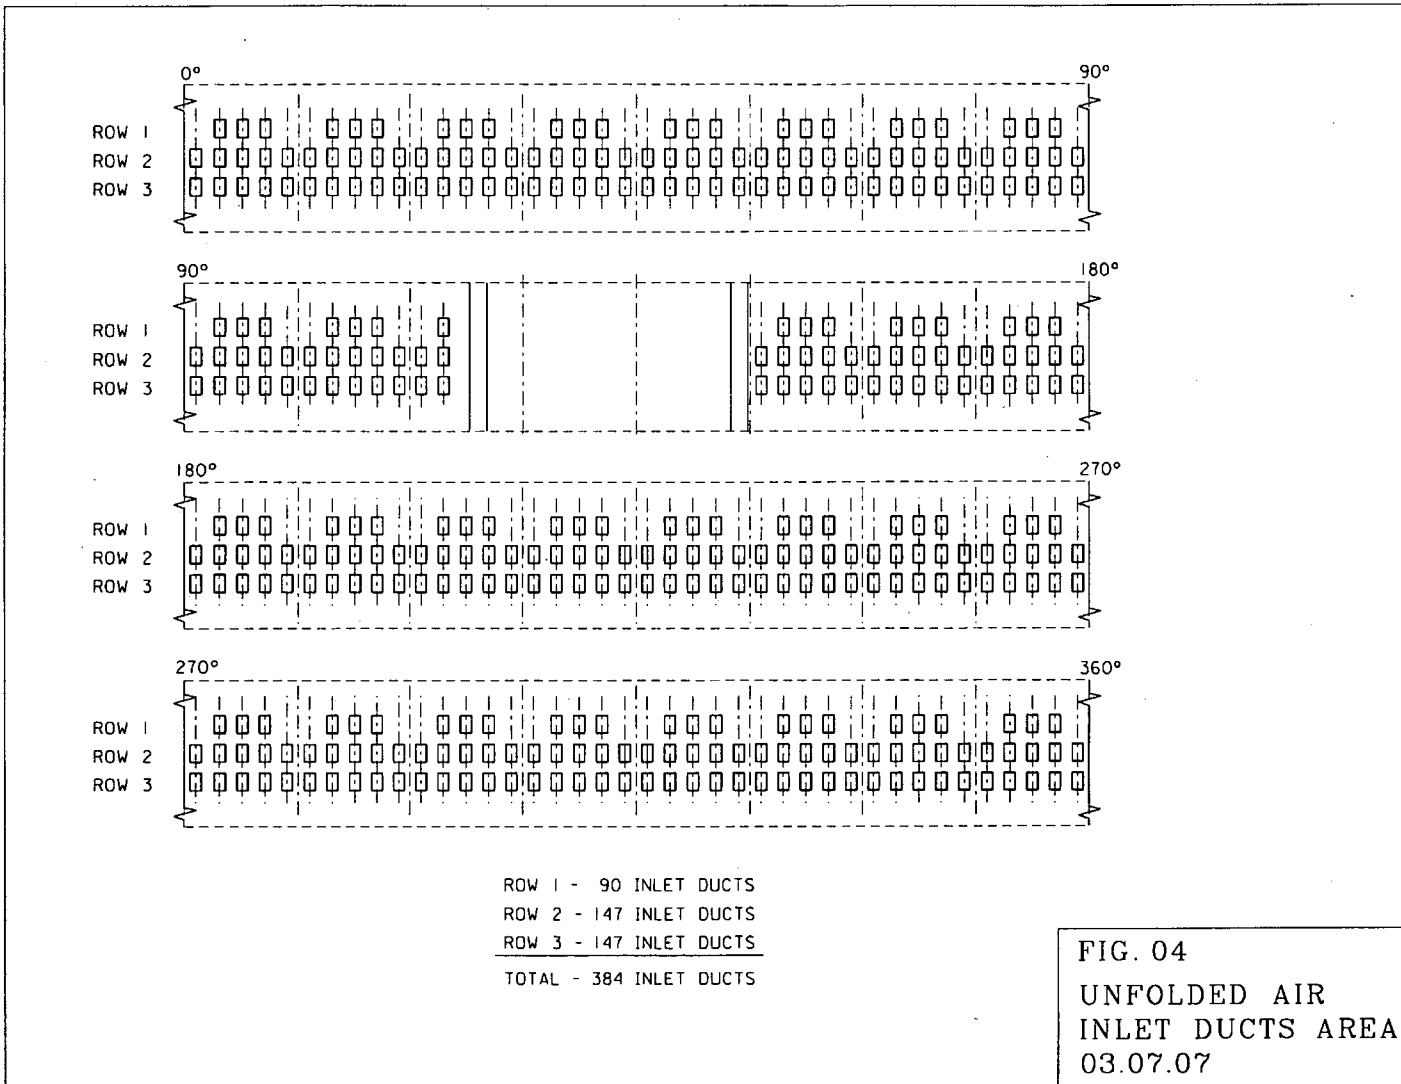 0° 90°
ROW 1
ROW 2
ROW 3
90° 180°
ROW 1
ROW 2
ROW 3
180° 270°
ROW 1
ROW 2
ROW 3
270° 360°
ROW 1
ROW 2
ROW 3
ROW 1 - 90 INLET DUCTS
ROW 2 - 147 INLET DUCTS
ROW 3 - 147 INLET DUCTS
TOTAL - 384 INLET DUCTS
FIG. 04
UNFOLDED AIR
INLET DUCTS AREA
03.07.07